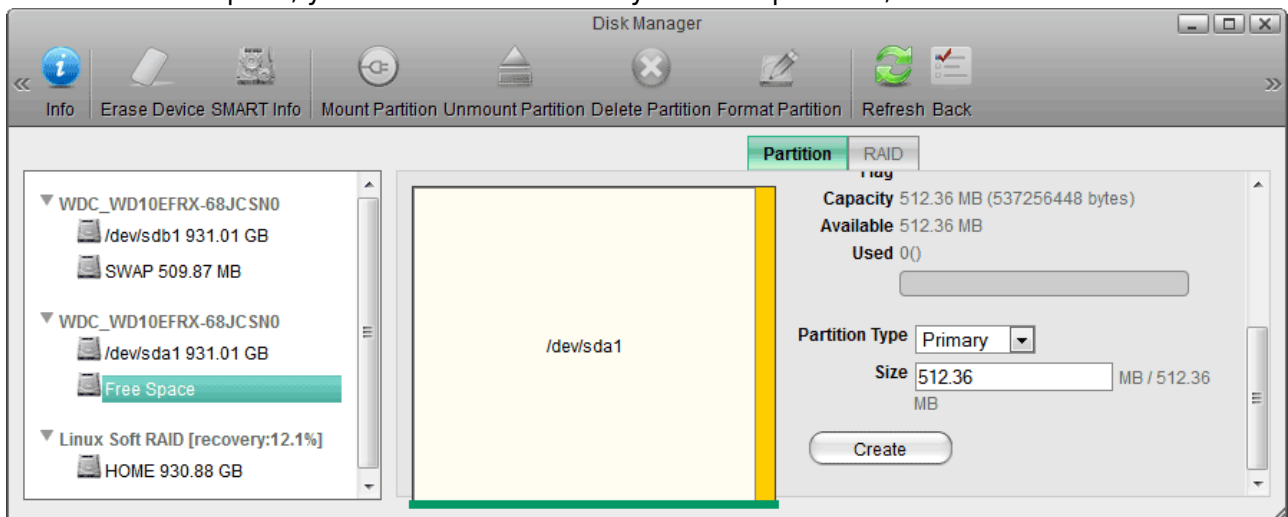 Disk Manager
Info Erase Device SMART Info Mount Partition Unmount Partition Delete Partition Format Partition Refresh Back
Partition RAID
WDC_WD10EFRX-68JCSN0
/dev/sdb1 931.01 GB
SWAP 509.87 MB
WDC_WD10EFRX-68JCSN0
/dev/sda1 931.01 GB
Free Space
Linux Soft RAID [recovery:12.1%]
HOME 930.88 GB
/dev/sda1
Capacity 512.36 MB (537256448 bytes)
Available 512.36 MB
Used 0()
Partition Type Primary
Size 512.36 MB / 512.36
MB
Create